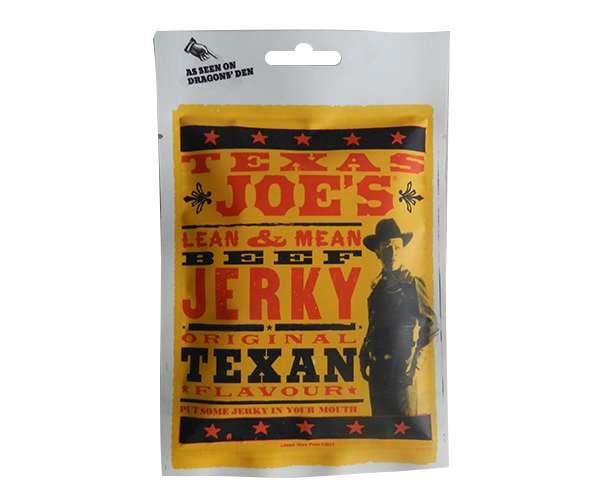 AS SEEN ON
DRAGONS' DEN
TEXAS
JOE'S®
LEAN & MEAN
BEEF
JERKY
ORIGINAL
TEXAN
FLAVOUR
PUT SOME JERKY IN YOUR MOUTH